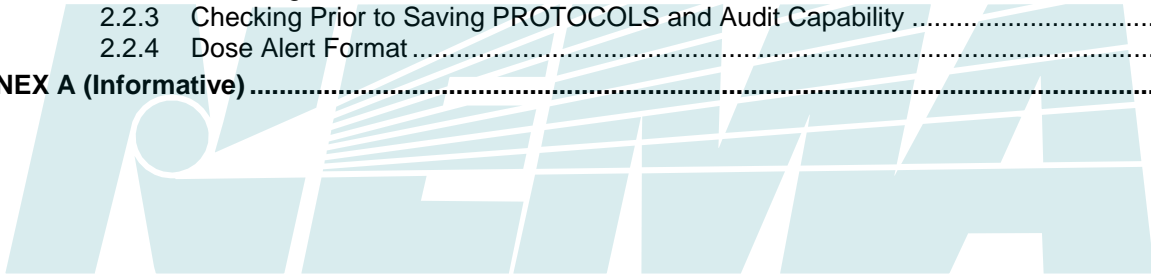 2.2.3 Checking Prior to Saving PROTOCOLS and Audit Capability ................................
2.2.4 Dose Alert Format ....................................................................................................
NEX A (Informative) ..........................................................................................................................
NEMA